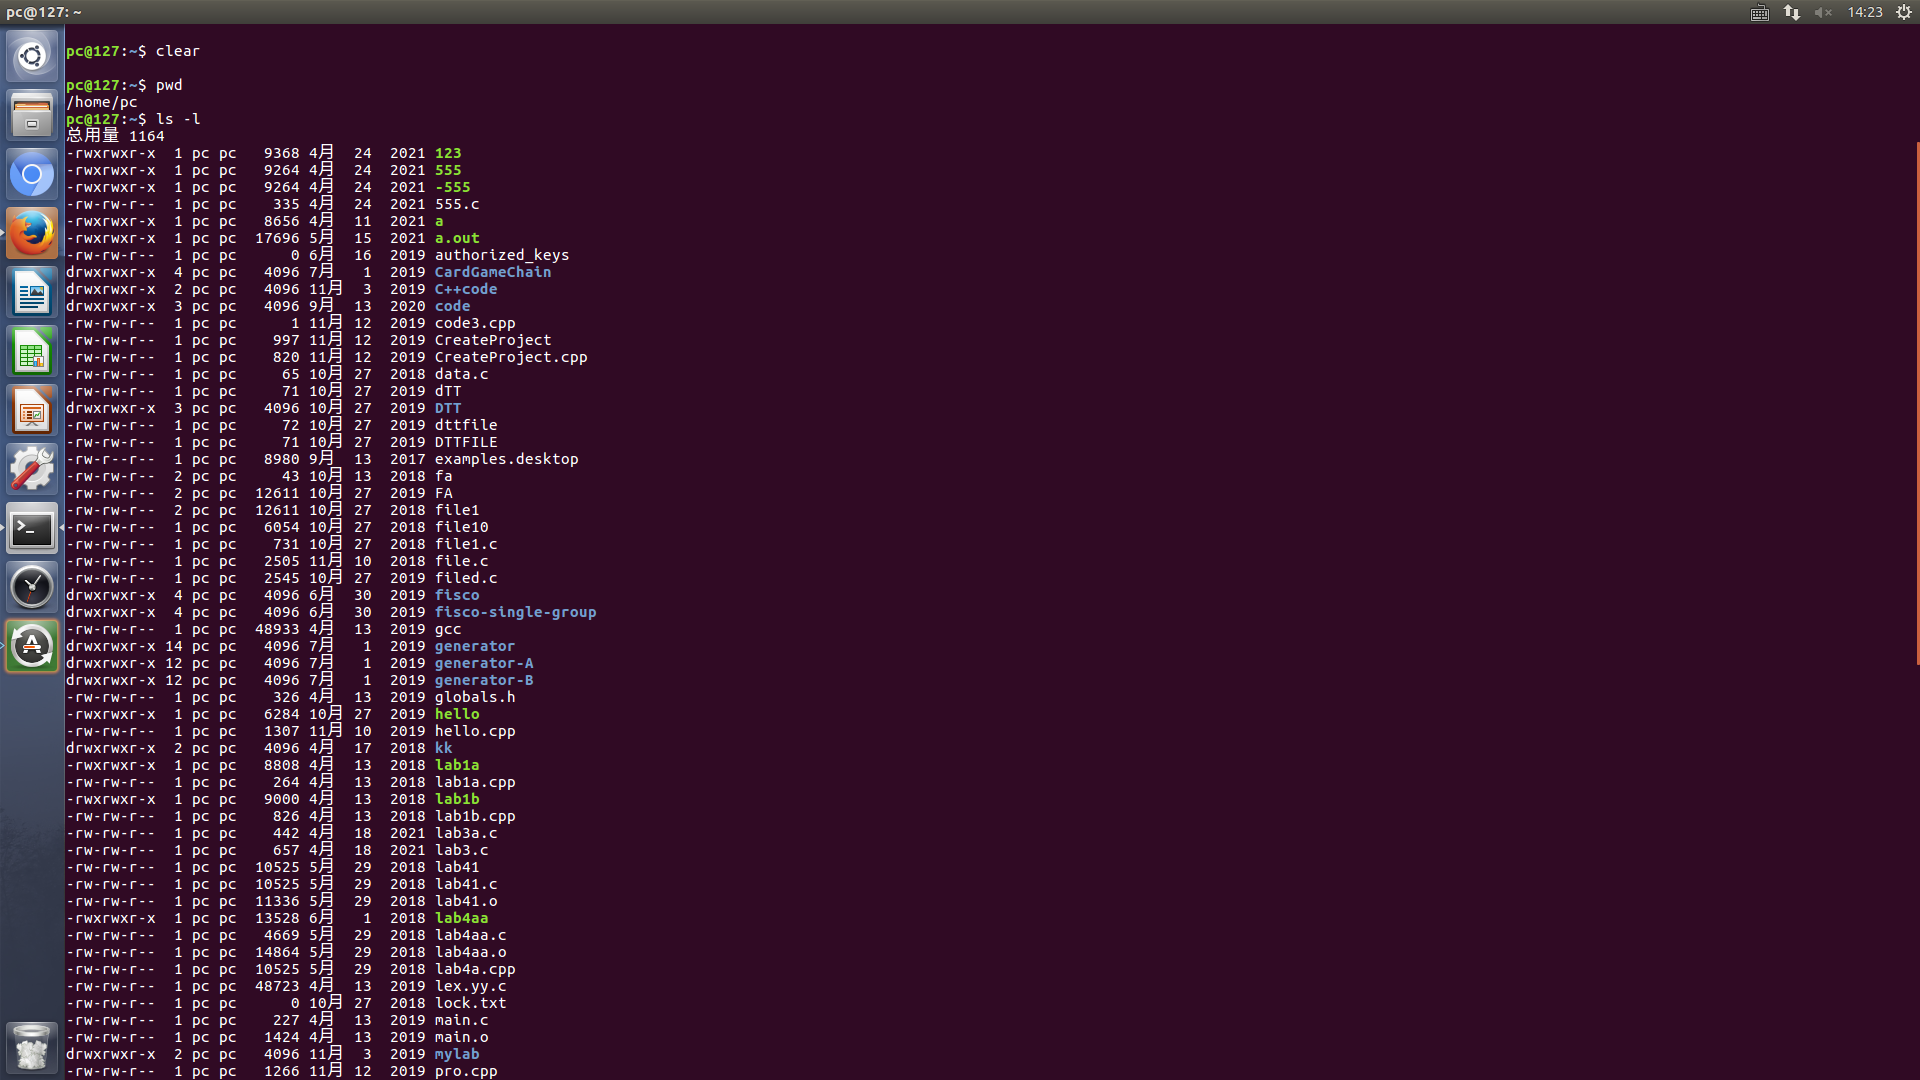 pc@127: ~
14:23
pc@127:~$ clear
pc@127:~$ pwd
/home/pc
pc@127:~$ ls -l
总用量 1164
-rwxrwxr-x  1 pc pc   9368 4月  24  2021 123
-rwxrwxr-x  1 pc pc   9264 4月  24  2021 555
-rwxrwxr-x  1 pc pc   9264 4月  24  2021 -555
-rw-rw-r--  1 pc pc    335 4月  24  2021 555.c
-rwxrwxr-x  1 pc pc   8656 4月  11  2021 a
-rwxrwxr-x  1 pc pc  17696 5月  15  2021 a.out
-rw-rw-r--  1 pc pc      0 6月  16  2019 authorized_keys
drwxrwxr-x  4 pc pc   4096 7月   1  2019 CardGameChain
drwxrwxr-x  2 pc pc   4096 11月  3  2019 C++code
drwxrwxr-x  3 pc pc   4096 9月  13  2020 code
-rw-rw-r--  1 pc pc      1 11月 12  2019 code3.cpp
-rw-rw-r--  1 pc pc    997 11月 12  2019 CreateProject
-rw-rw-r--  1 pc pc    820 11月 12  2019 CreateProject.cpp
-rw-rw-r--  1 pc pc     65 10月 27  2018 data.c
-rw-rw-r--  1 pc pc     71 10月 27  2019 dTT
drwxrwxr-x  3 pc pc   4096 10月 27  2019 DTT
-rw-rw-r--  1 pc pc     72 10月 27  2019 dttfile
-rw-rw-r--  1 pc pc     71 10月 27  2019 DTTFILE
-rw-r--r--  1 pc pc   8980 9月  13  2017 examples.desktop
-rw-rw-r--  2 pc pc     43 10月 13  2018 fa
-rw-rw-r--  2 pc pc  12611 10月 27  2019 FA
-rw-rw-r--  2 pc pc  12611 10月 27  2018 file1
-rw-rw-r--  1 pc pc   6054 10月 27  2018 file10
-rw-rw-r--  1 pc pc    731 10月 27  2018 file1.c
-rw-rw-r--  1 pc pc   2505 11月 10  2018 file.c
-rw-rw-r--  1 pc pc   2545 10月 27  2019 filed.c
drwxrwxr-x  4 pc pc   4096 6月  30  2019 fisco
drwxrwxr-x  4 pc pc   4096 6月  30  2019 fisco-single-group
-rw-rw-r--  1 pc pc  48933 4月  13  2019 gcc
drwxrwxr-x 14 pc pc   4096 7月   1  2019 generator
drwxrwxr-x 12 pc pc   4096 7月   1  2019 generator-A
drwxrwxr-x 12 pc pc   4096 7月   1  2019 generator-B
-rw-rw-r--  1 pc pc    326 4月  13  2019 globals.h
-rwxrwxr-x  1 pc pc   6284 10月 27  2019 hello
-rw-rw-r--  1 pc pc   1307 11月 10  2019 hello.cpp
drwxrwxr-x  2 pc pc   4096 4月  17  2018 kk
-rwxrwxr-x  1 pc pc   8808 4月  13  2018 lab1a
-rw-rw-r--  1 pc pc    264 4月  13  2018 lab1a.cpp
-rwxrwxr-x  1 pc pc   9000 4月  13  2018 lab1b
-rw-rw-r--  1 pc pc    826 4月  13  2018 lab1b.cpp
-rw-rw-r--  1 pc pc    442 4月  18  2021 lab3a.c
-rw-rw-r--  1 pc pc    657 4月  18  2021 lab3.c
-rw-rw-r--  1 pc pc  10525 5月  29  2018 lab41
-rw-rw-r--  1 pc pc  10525 5月  29  2018 lab41.c
-rw-rw-r--  1 pc pc  11336 5月  29  2018 lab41.o
-rwxrwxr-x  1 pc pc  13528 6月   1  2018 lab4aa
-rw-rw-r--  1 pc pc   4669 5月  29  2018 lab4aa.c
-rw-rw-r--  1 pc pc  14864 5月  29  2018 lab4aa.o
-rw-rw-r--  1 pc pc  10525 5月  29  2018 lab4a.cpp
-rw-rw-r--  1 pc pc  48723 4月  13  2019 lex.yy.c
-rw-rw-r--  1 pc pc      0 10月 27  2018 lock.txt
-rw-rw-r--  1 pc pc    227 4月  13  2019 main.c
-rw-rw-r--  1 pc pc   1424 4月  13  2019 main.o
drwxrwxr-x  2 pc pc   4096 11月  3  2019 mylab
-rw-rw-r--  1 pc pc   1266 11月 12  2019 pro.cpp